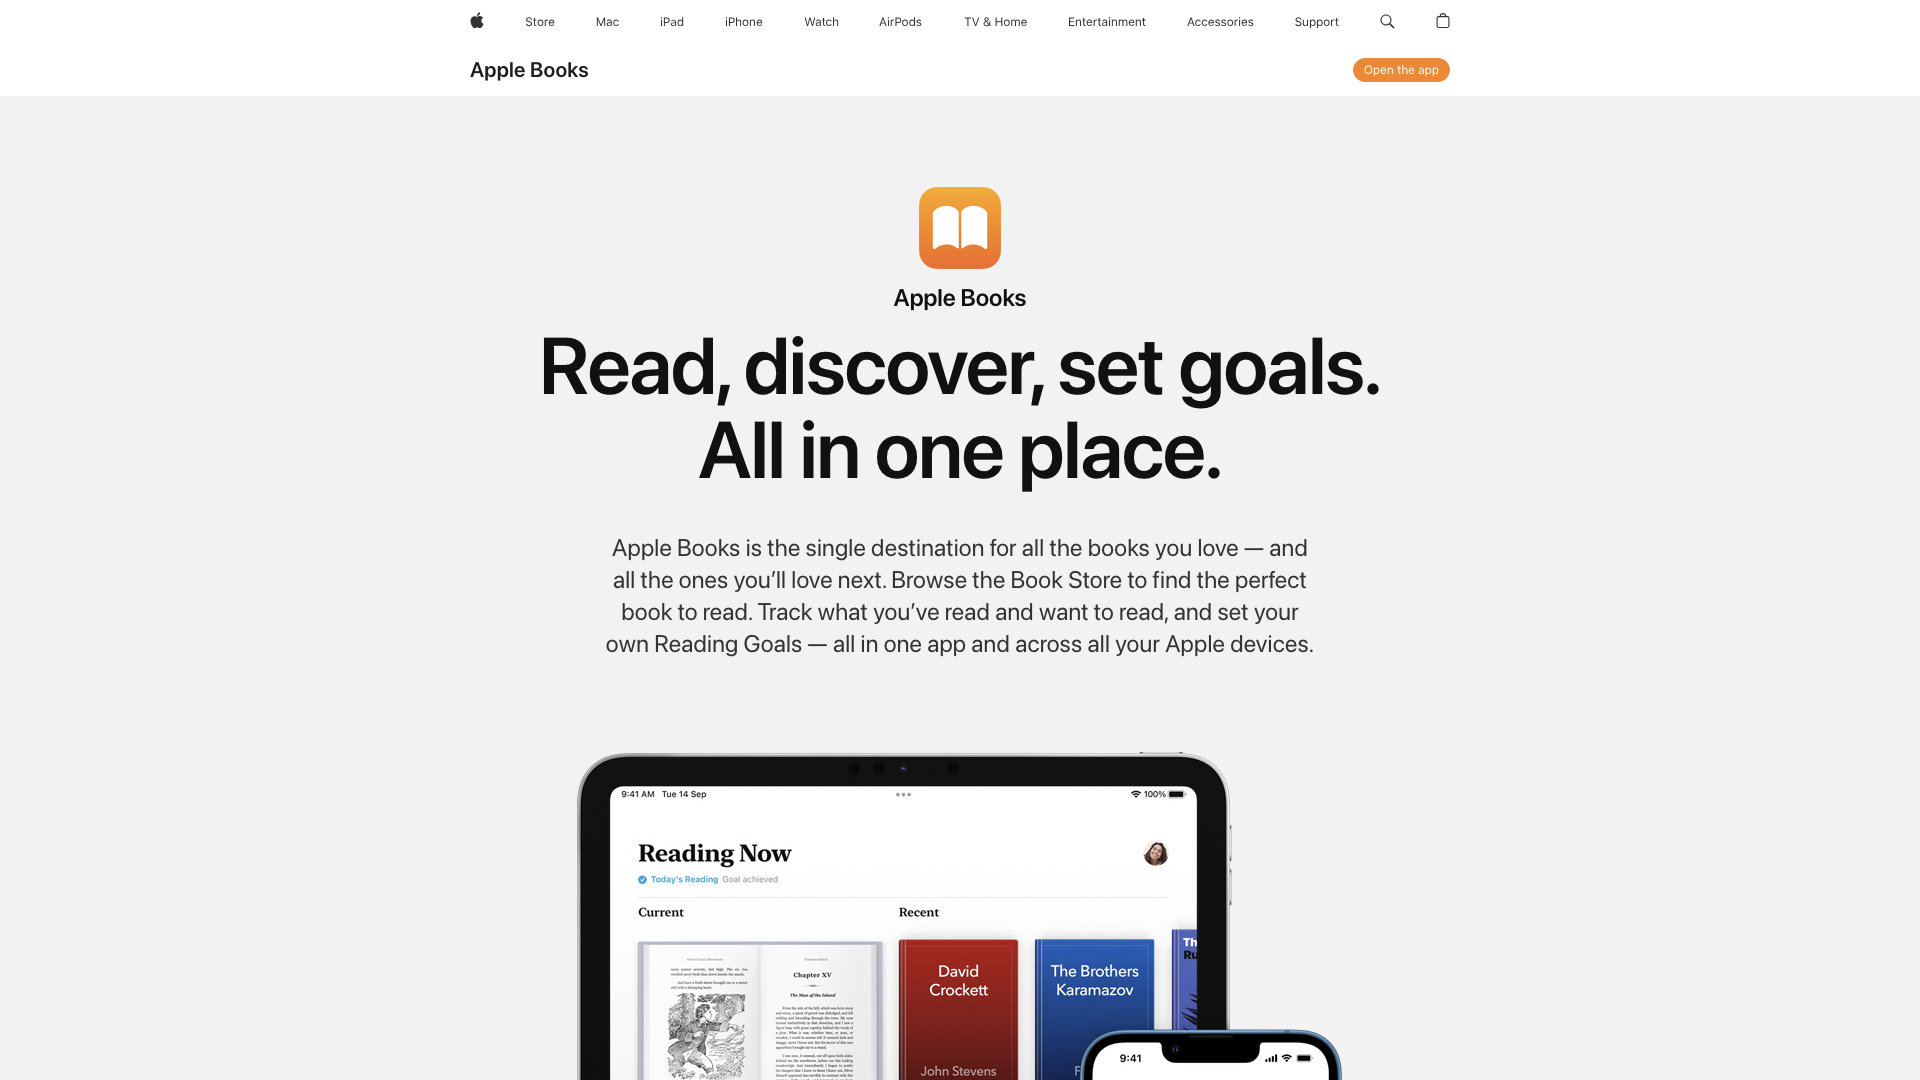 Store Mac iPad iPhone Watch AirPods TV & Home Entertainment Accessories Support
Apple Books Open the app
Apple Books
Read, discover, set goals.
All in one place.
Apple Books is the single destination for all the books you love — and
all the ones you’ll love next. Browse the Book Store to find the perfect
book to read. Track what you’ve read and want to read, and set your
own Reading Goals — all in one app and across all your Apple devices.
9:41 AM Tue 14 Sep 100%
Reading Now
Today's Reading Goal achieved
Current Recent
Chapter XV
The Man of the Island
David
Crockett
John Stevens
The Brothers
Karamazov
9:41